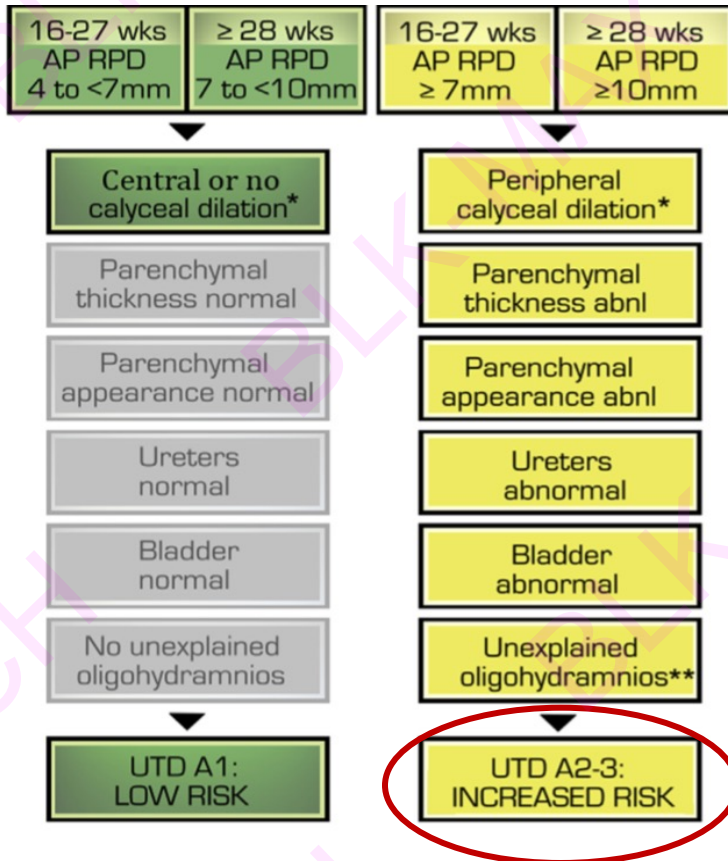 16-27 wks
AP RPD
4 to <7mm
≥ 28 wks
AP RPD
7 to <10mm
16-27 wks
AP RPD
≥ 7mm
≥ 28 wks
AP RPD
≥10mm
Central or no
calyceal dilation*
Parenchymal
thickness normal
Parenchymal
appearance normal
Ureters
normal
Bladder
normal
No unexplained
oligohydramnios
UTD A1:
LOW RISK
Peripheral
calyceal dilation*
Parenchymal
thickness abnl
Parenchymal
appearance abnl
Ureters
abnormal
Bladder
abnormal
Unexplained
oligohydramnios**
UTD A2-3:
INCREASED RISK
BLK-MAX